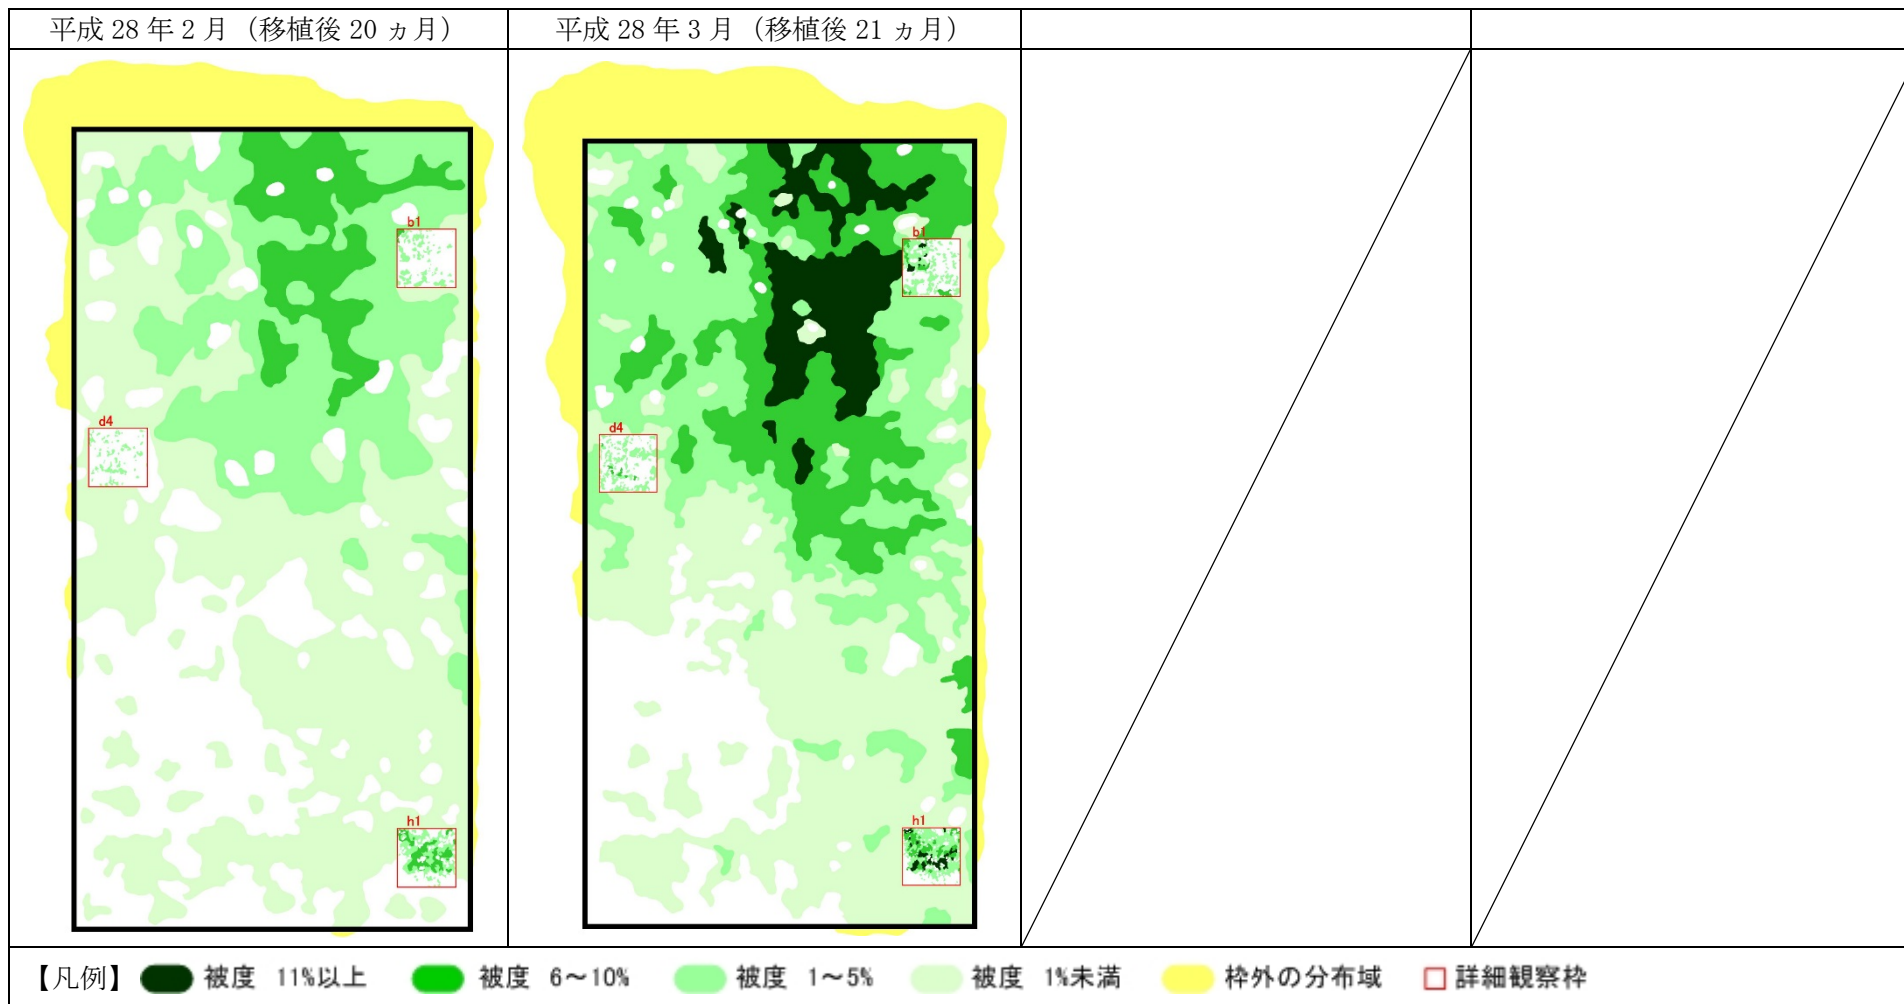 平成 28 年 2 月（移植後 20 ヵ月）
平成 28 年 3 月（移植後 21 ヵ月）
b1
d4
h1
b1
d4
h1
【凡例】 被度 11%以上 被度 6～10% 被度 1～5% 被度 1%未満 枠外の分布域 詳細観察枠